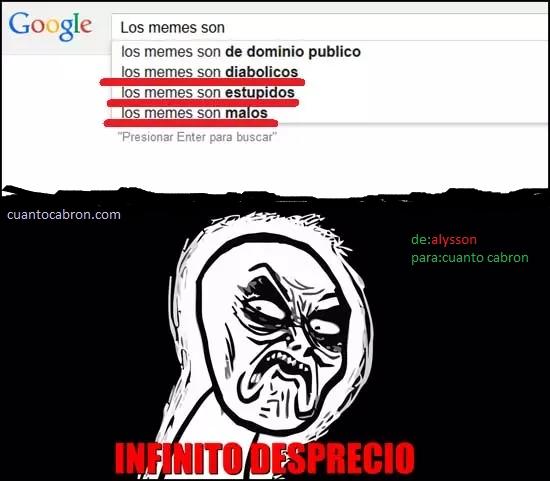 Google
Los memes son
los memes son de dominio publico
los memes son diabolicos
los memes son estupidos
los memes son malos
"Presionar Enter para buscar"
cuantocabron.com
de:alysson
para:cuanto cabron
INFINITO DESPRECIO